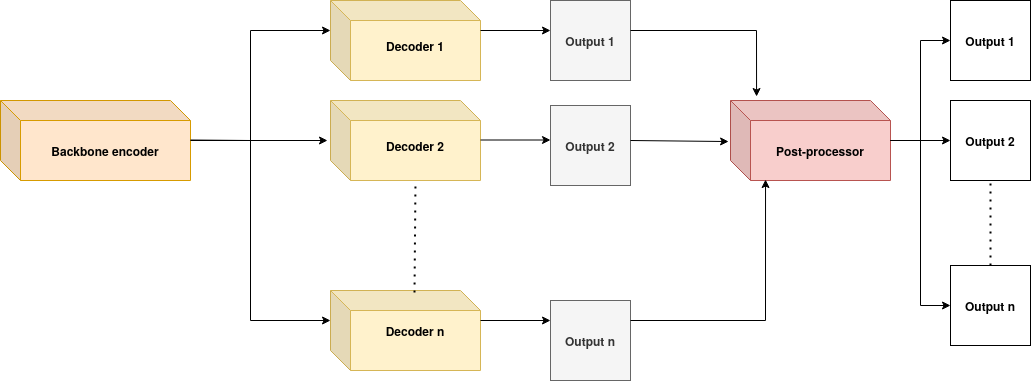 Decoder 1
Output 1
Output 1
Backbone encoder
Decoder 2
Output 2
Post-processor
Output 2
Decoder n
Output n
Output n